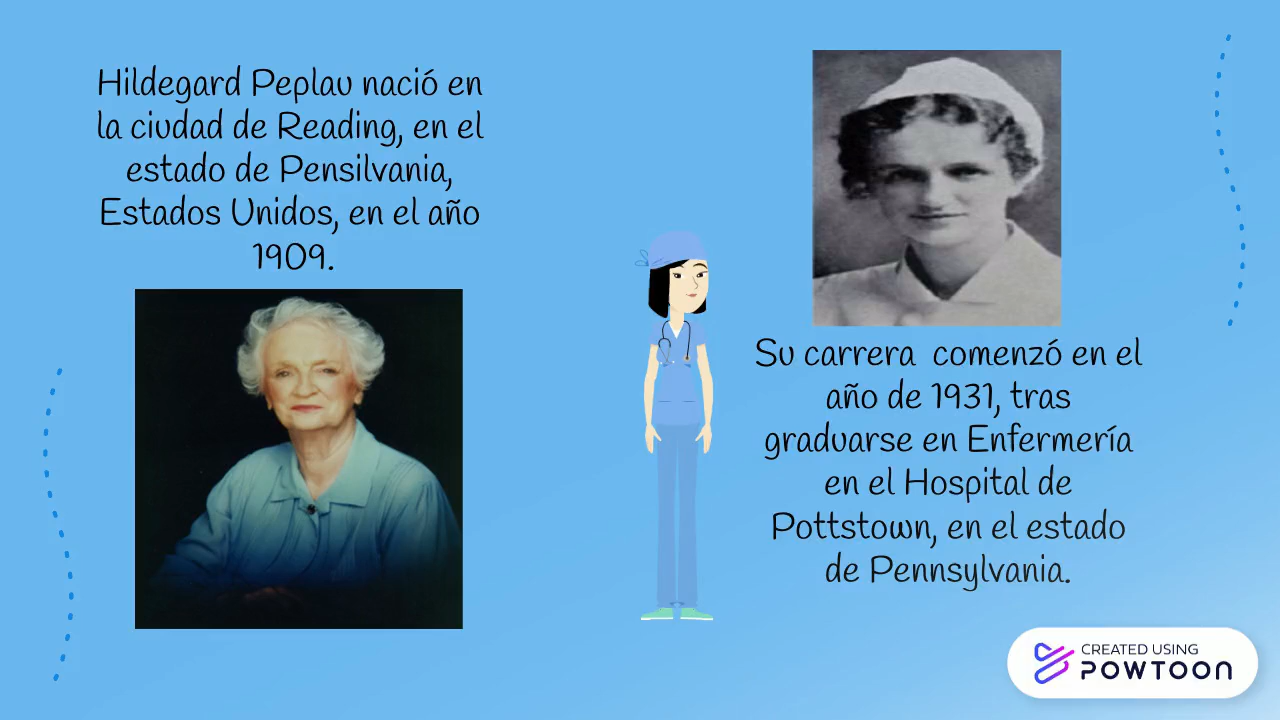 Hildegard Peplau nació en
la ciudad de Reading, en el
estado de Pensilvania,
Estados Unidos, en el año
1909.
Su carrera  comenzó en el
año de 1931, tras
graduarse en Enfermería
en el Hospital de
Pottstown, en el estado
de Pennsylvania.
CREATED USING
POWTOON